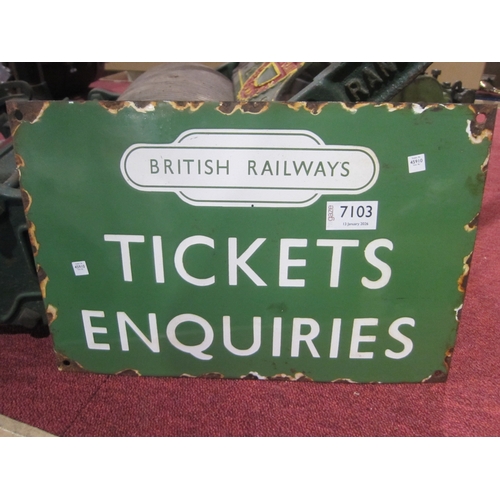 BRITISH RAILWAYS
7103
TICKETS
ENQUIRIES